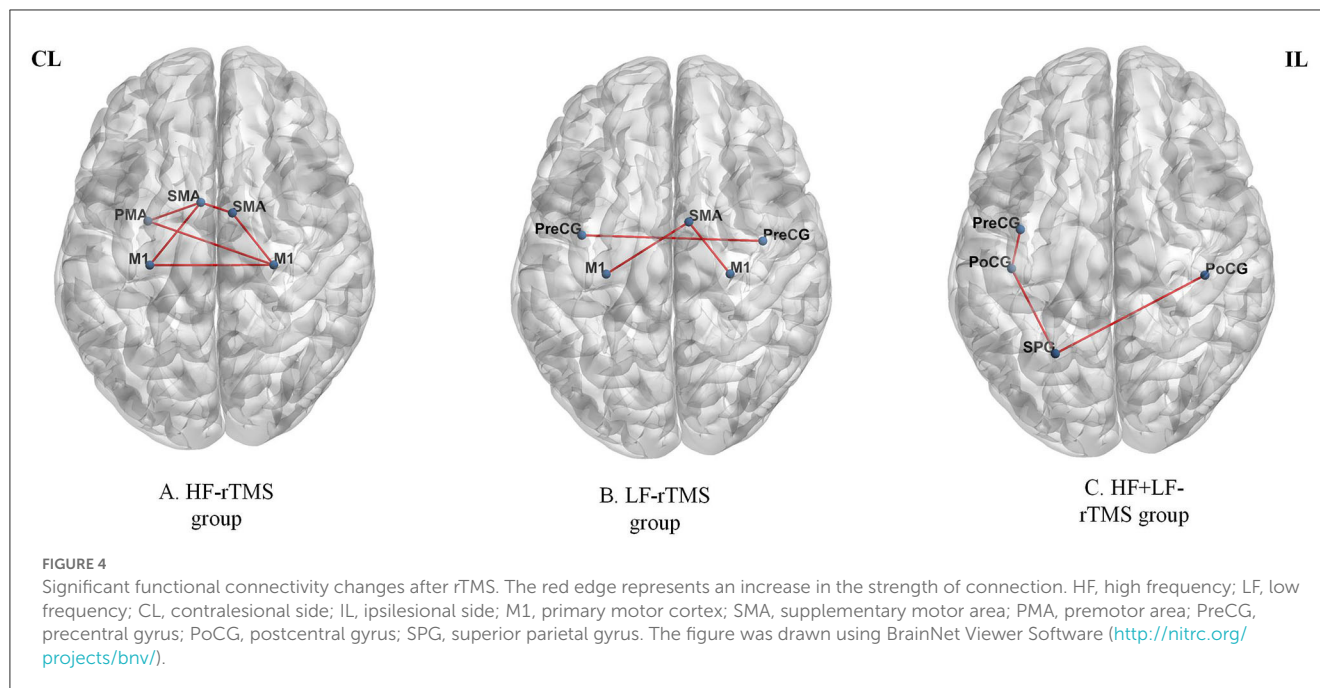 CL
IL
SMA
SMA
PMA
M1
M1
SMA
PreCG
PreCG
M1
M1
PreCG
PoCG
PoCG
SPG
A. HF-rTMS
group
B. LF-rTMS
group
C. HF+LF-
rTMS group
FIGURE 4
Significant functional connectivity changes after rTMS. The red edge represents an increase in the strength of connection. HF, high frequency; LF, low
frequency; CL, contralesional side; IL, ipsilesional side; M1, primary motor cortex; SMA, supplementary motor area; PMA, premotor area; PreCG,
precentral gyrus; PoCG, postcentral gyrus; SPG, superior parietal gyrus. The figure was drawn using BrainNet Viewer Software (http://nitrc.org/
projects/bnv/).